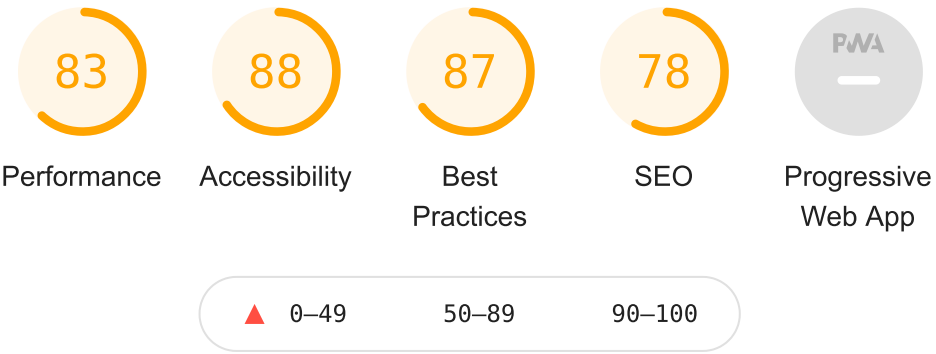 83 88 87 78 PWA
Performance Accessibility Best Practices SEO Progressive Web App
0–49 50–89 90–100